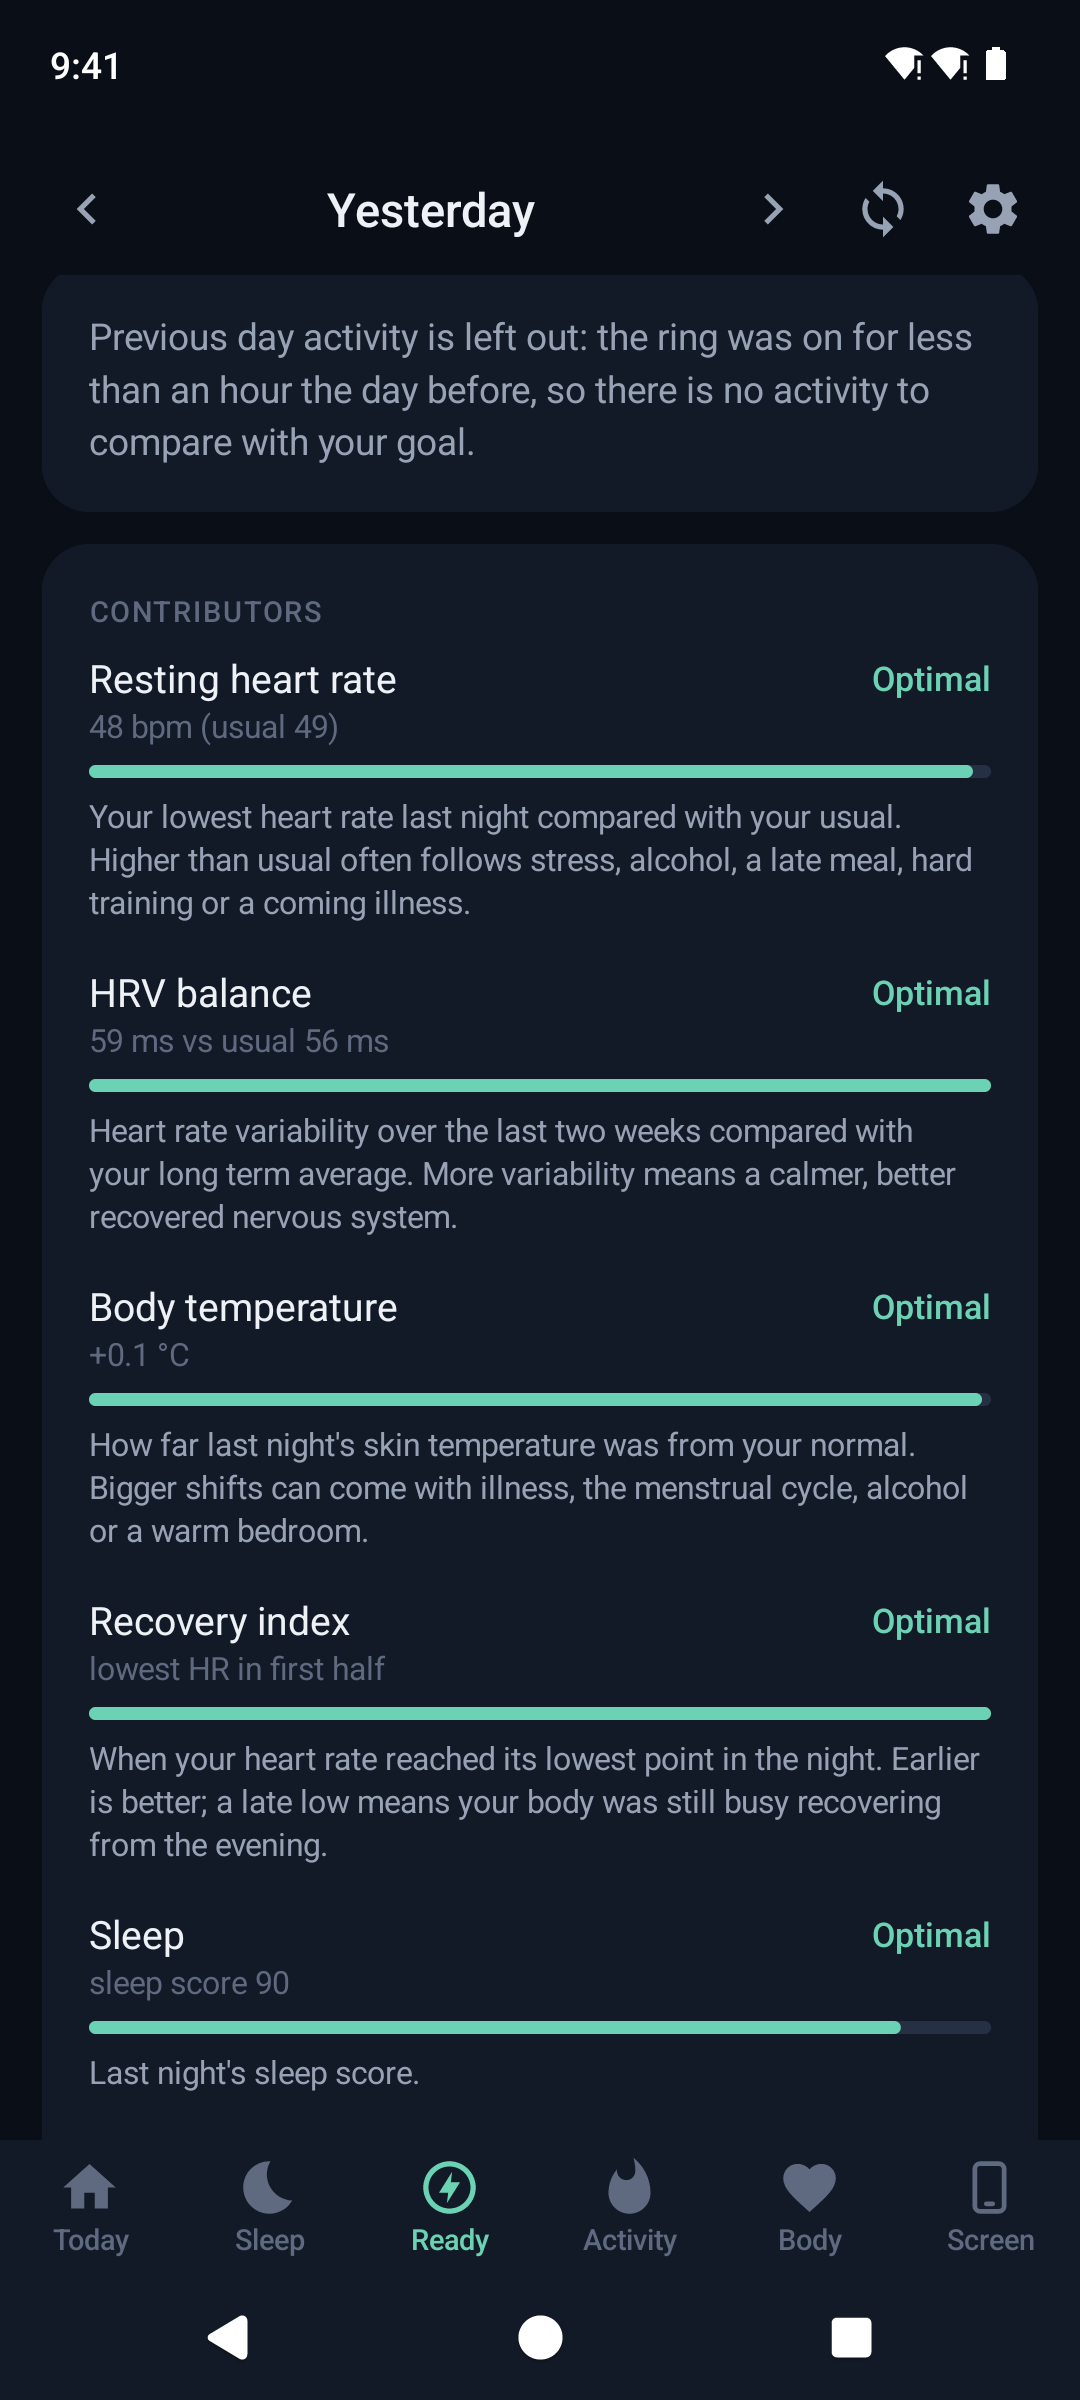 9:41
Yesterday
Previous day activity is left out: the ring was on for less
than an hour the day before, so there is no activity to
compare with your goal.
CONTRIBUTORS
Resting heart rate
Optimal
48 bpm (usual 49)
Your lowest heart rate last night compared with your usual.
Higher than usual often follows stress, alcohol, a late meal, hard
training or a coming illness.
HRV balance
Optimal
59 ms vs usual 56 ms
Heart rate variability over the last two weeks compared with
your long term average. More variability means a calmer, better
recovered nervous system.
Body temperature
Optimal
+0.1 °C
How far last night's skin temperature was from your normal.
Bigger shifts can come with illness, the menstrual cycle, alcohol
or a warm bedroom.
Recovery index
Optimal
lowest HR in first half
When your heart rate reached its lowest point in the night. Earlier
is better; a late low means your body was still busy recovering
from the evening.
Sleep
Optimal
sleep score 90
Last night's sleep score.
Today
Sleep
Ready
Activity
Body
Screen